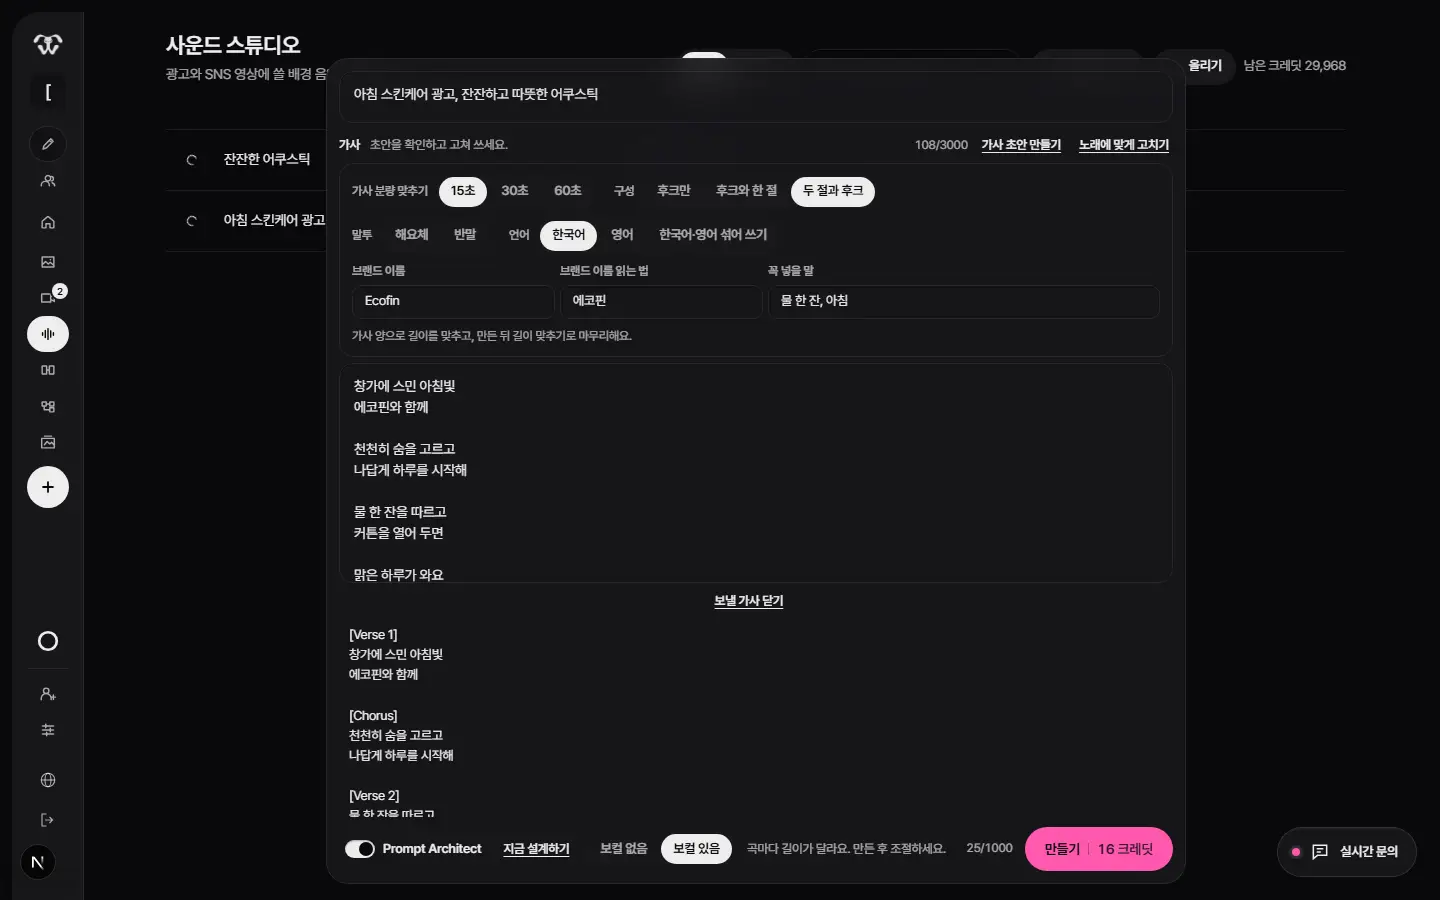 사운드 스튜디오
광고와 SNS 영상에 쓸 배경 음
올리기
남은 크레딧 29,968
[
2
잔잔한 어쿠스틱
아침 스킨케어 광고
아침 스킨케어 광고, 잔잔하고 따뜻한 어쿠스틱
가사 초안을 확인하고 고쳐 쓰세요. 108/3000 가사 초안 만들기 노래에 맞게 고치기
가사 분량 맞추기 15초 30초 60초 구성 후크만 후크와 한 절 두 절과 후크
말투 해요체 반말 언어 한국어 영어 한국어·영어 섞어 쓰기
브랜드 이름 브랜드 이름 읽는 법 꼭 넣을 말
Ecofin 에코핀 물 한 잔, 아침
가사 양으로 길이를 맞추고, 만든 뒤 길이 맞추기로 마무리해요.
창가에 스민 아침빛
에코핀와 함께
천천히 숨을 고르고
나답게 하루를 시작해
물 한 잔을 따르고
커튼을 열어 두면
맑은 하루가 와요
보낼 가사 닫기
[Verse 1]
창가에 스민 아침빛
에코핀와 함께
[Chorus]
천천히 숨을 고르고
나답게 하루를 시작해
[Verse 2]
물 한 잔을 따르고
Prompt Architect 지금 설계하기 보컬 없음 보컬 있음 곡마다 길이가 달라요. 만든 후 조절하세요. 25/1000 만들기 16 크레딧
실시간 문의
N